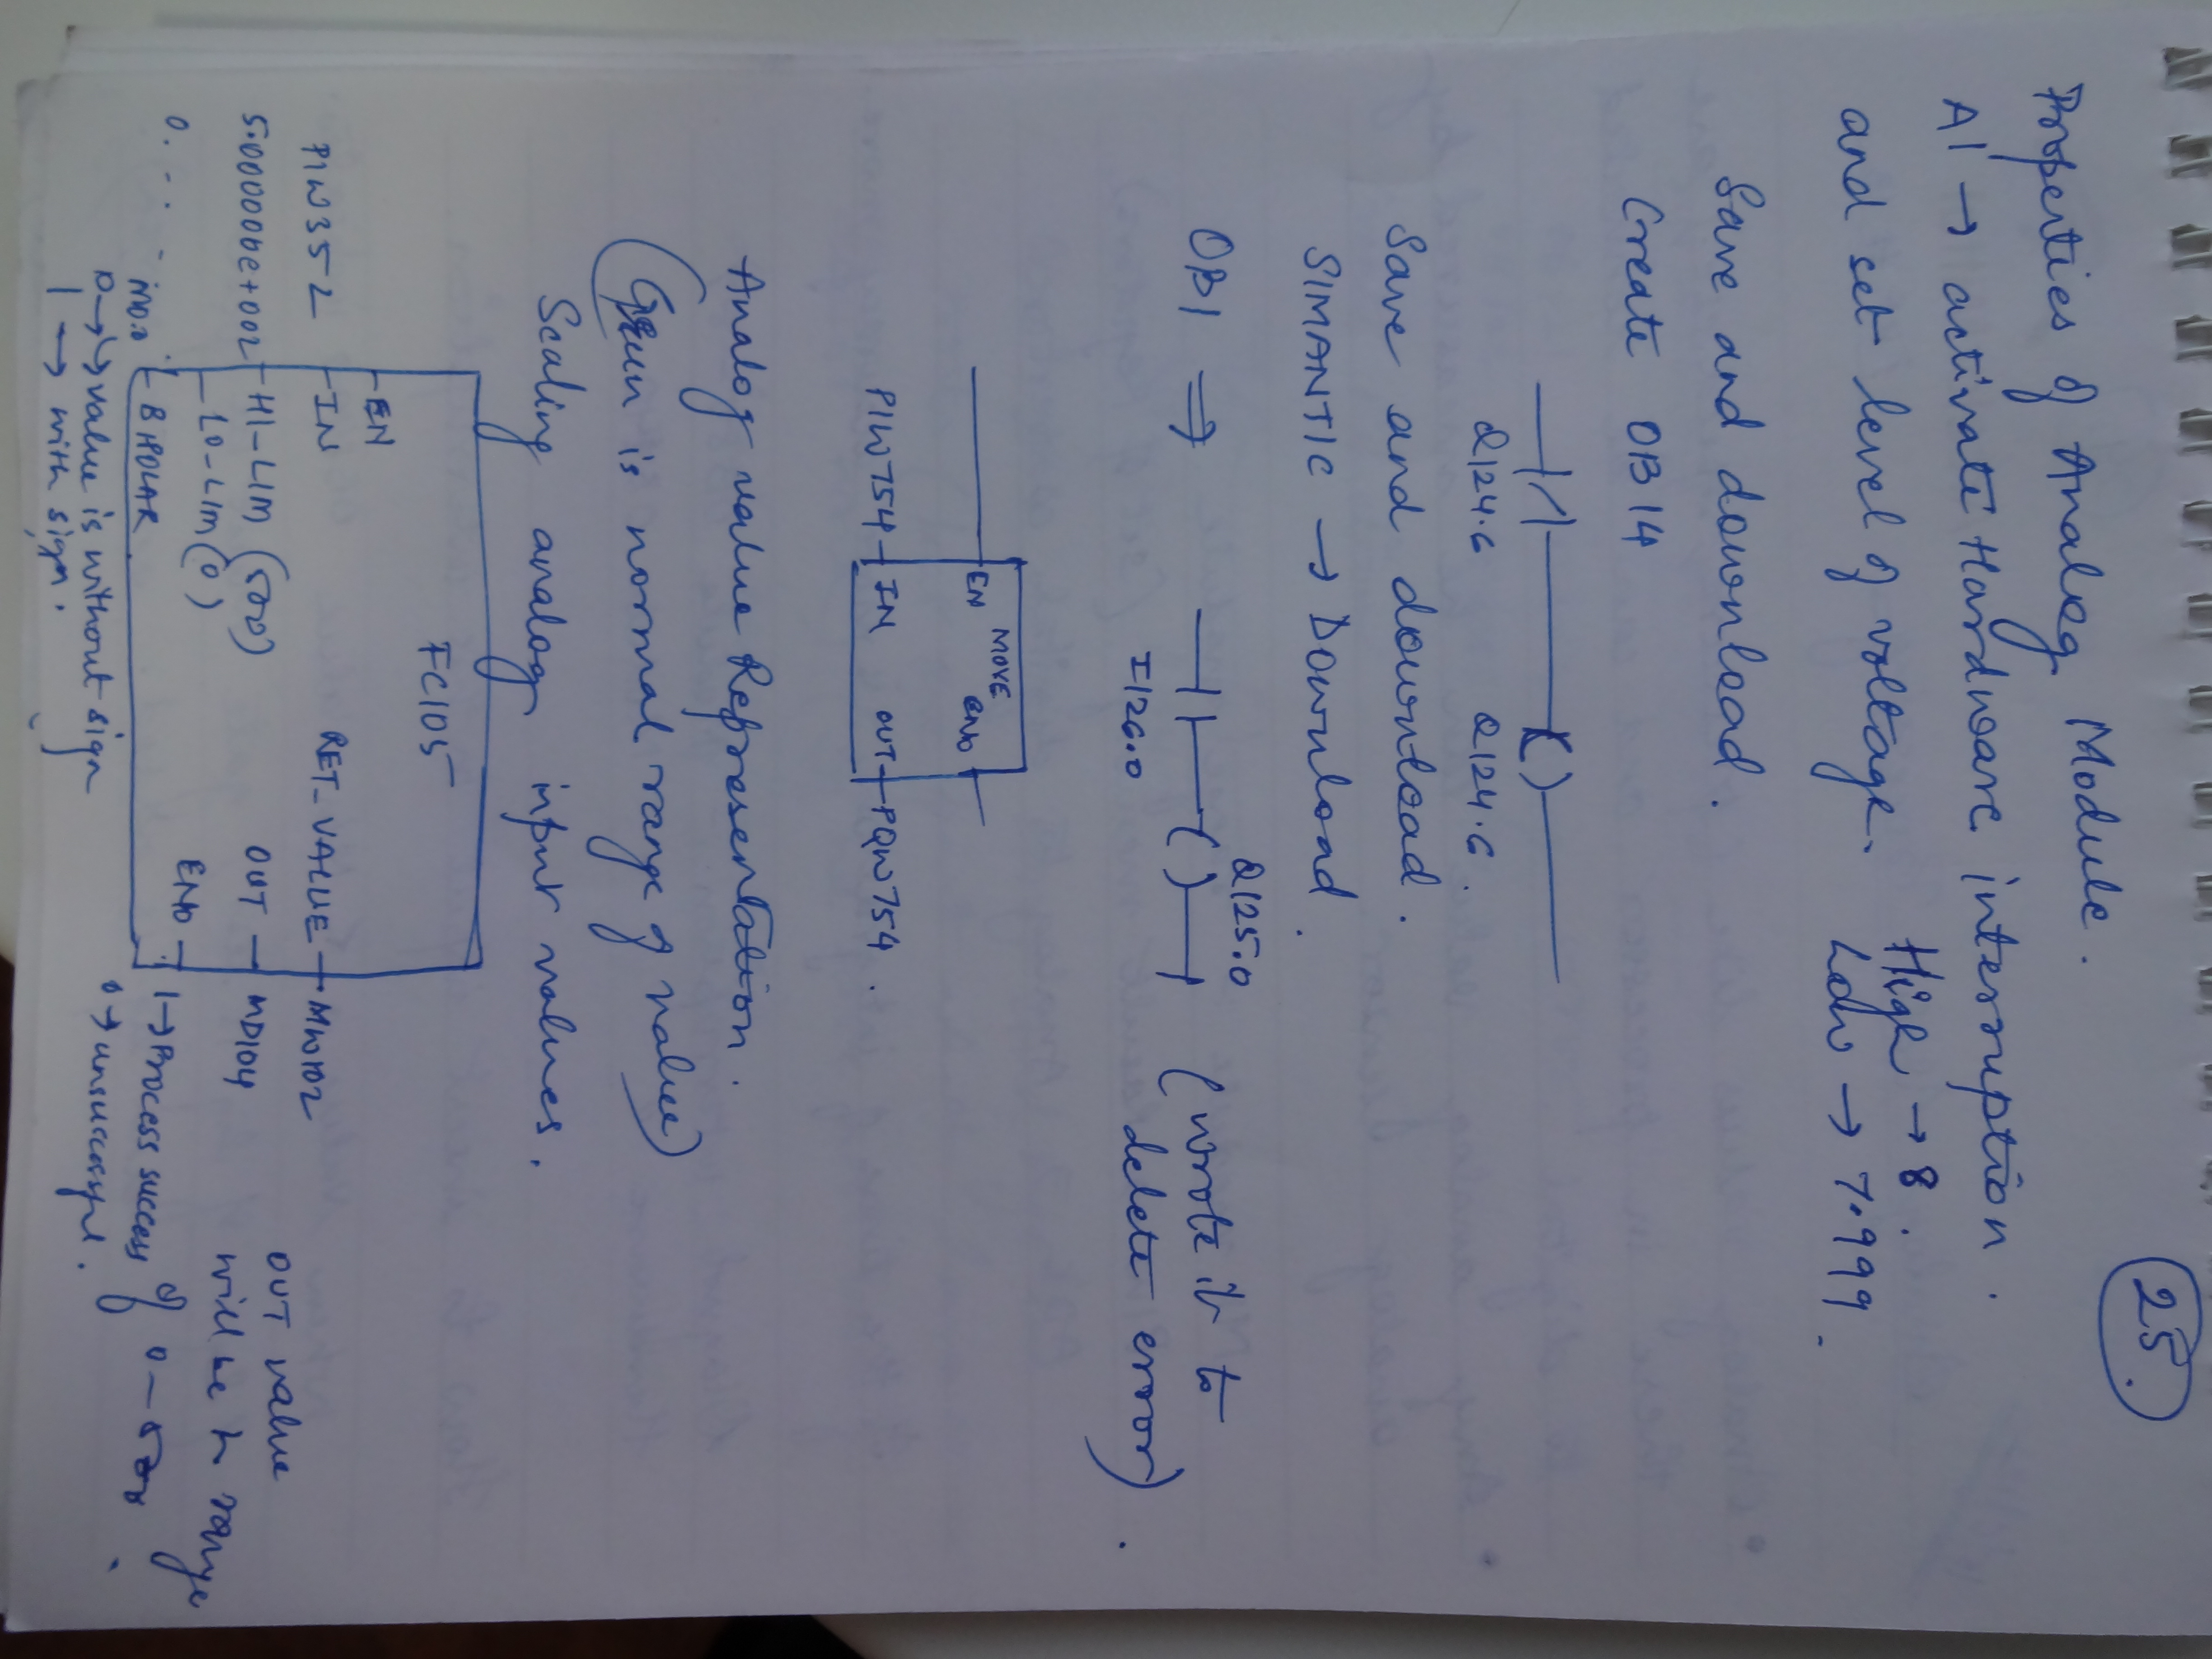 25.
Properties of Analog Module.
AI → activate Hardware interruption.
and set level of voltage. High → 8.
Low → 7.999.
Save and download.
Create OB14
Q124.6 Q124.6.
Save and download.
SIMANTIC → Download.
OB1 ⇒ Q125.0 (wrote it to
I126.0 delete error).
MOVE
EN ENO
PIW754 IN OUT PQW754.
Analog value Representation.
is normal range of value)
Scaling analog input values.
FC105
EN
PIW352 IN RET_VALUE MW102
5.000000e+002 HI-LIM (500) OUT MD104
0. . . . LO-LIM (0) ENO 1→Process success
M0.0 BIPOLAR 0→unsuccessful.
0→value is without sign
1→ with sign.
OUT value
will be in range
of 0 – 500